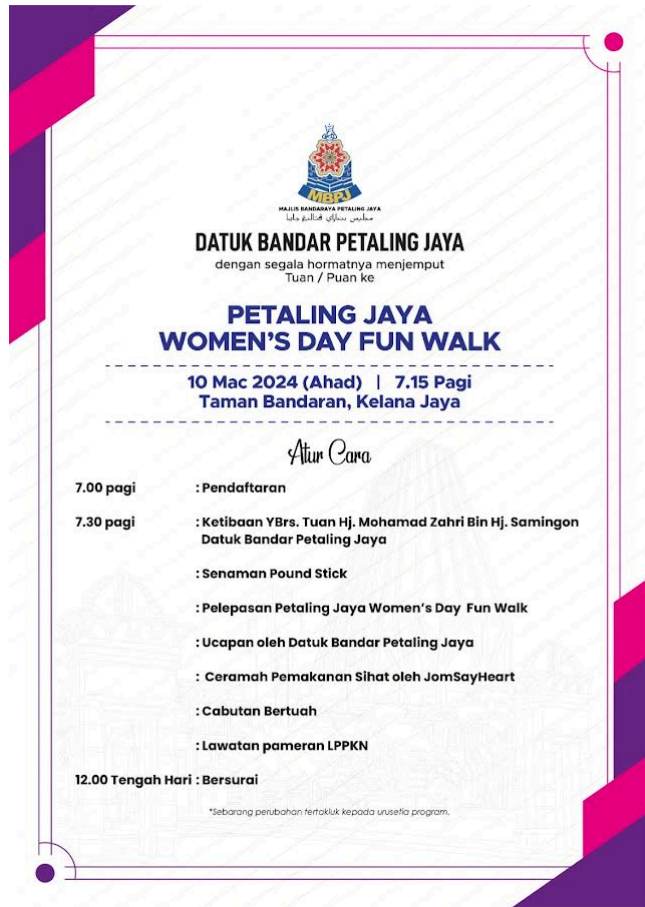 MBPJ
MAJLIS BANDARAYA PETALING JAYA
مجليس بندراي ڤتاليڠ جايا
DATUK BANDAR PETALING JAYA
dengan segala hormatnya menjemput
Tuan / Puan ke
PETALING JAYA
WOMEN'S DAY FUN WALK
10 Mac 2024 (Ahad) | 7.15 Pagi
Taman Bandaran, Kelana Jaya
Atur Cara
7.00 pagi : Pendaftaran
7.30 pagi : Ketibaan YBrs. Tuan Hj. Mohamad Zahri Bin Hj. Samingon
Datuk Bandar Petaling Jaya
: Senaman Pound Stick
: Pelepasan Petaling Jaya Women's Day Fun Walk
: Ucapan oleh Datuk Bandar Petaling Jaya
: Ceramah Pemakanan Sihat oleh JomSayHeart
: Cabutan Bertuah
: Lawatan pameran LPPKN
12.00 Tengah Hari : Bersurai
*Sebarang perubahan tertakluk kepada urusetia program.